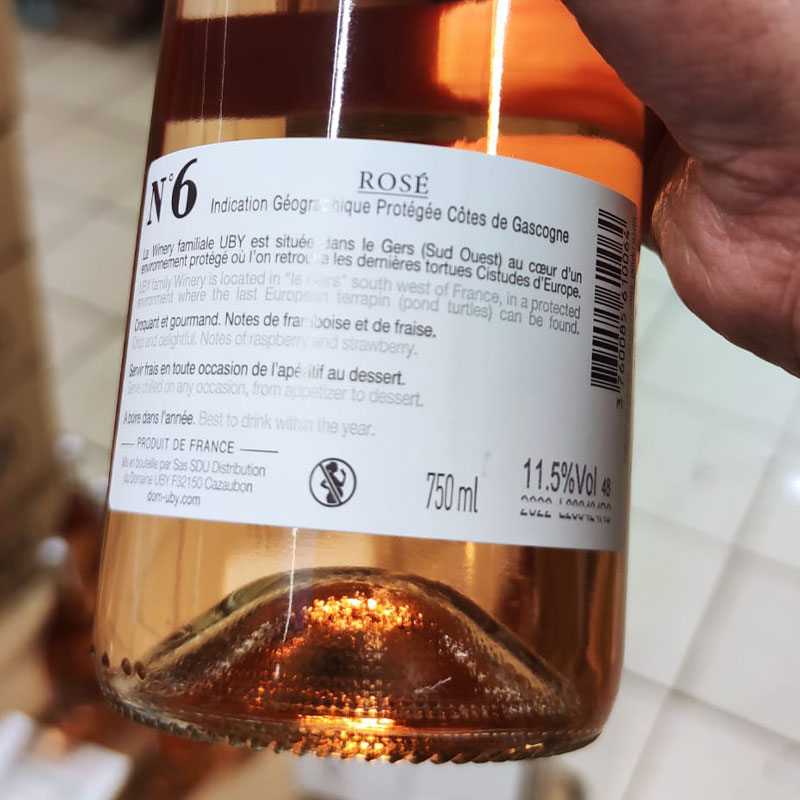 N°6
ROSÉ
Indication Géographique Protégée Côtes de Gascogne
La Winery familiale UBY est située dans le Gers (Sud Ouest) au cœur d'un
environnement protégé où l'on retrouve les dernières tortues Cistudes d'Europe.
UBY family Winery is located in "le Gers" south west of France, in a protected
environment where the last European terrapin (pond turtles) can be found.
Croquant et gourmand. Notes de framboise et de fraise.
Crisp and delightful. Notes of raspberry and strawberry.
Servir frais en toute occasion de l'apéritif au dessert.
Serve chilled on any occasion, from appetizer to dessert.
A boire dans l'année. Best to drink within the year.
PRODUIT DE FRANCE
Mis en bouteille par Sas SDU Distribution
du Domaine UBY F32150 Cazaubon
dom-uby.com
750 ml
11.5%Vol 48
2022
3 760085 610064